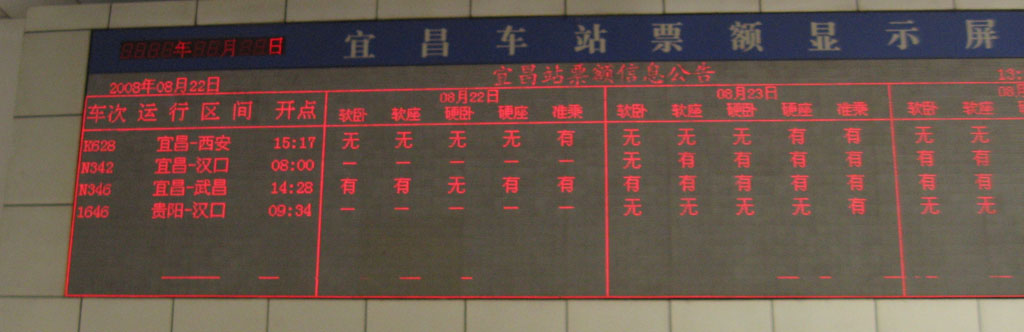 年 月 日 宜昌车站票额显示屏
宜昌站票额信息公告
2008年08月22日 13:
08月22日 08月23日 08月
车次 运行区间 开点 软卧 软座 硬卧 硬座 准乘 软卧 软座 硬卧 硬座 准乘 软卧 软座
K628 宜昌-西安 15:17 无 无 无 无 有 无 无 无 有 有 无 无
N342 宜昌-汉口 08:00 — — — — — 无 有 有 有 有 有 有
N346 宜昌-武昌 14:28 有 有 无 有 有 有 有 有 有 有 有 有
1646 贵阳-汉口 09:34 — — — — — 无 无 无 无 有 无 无